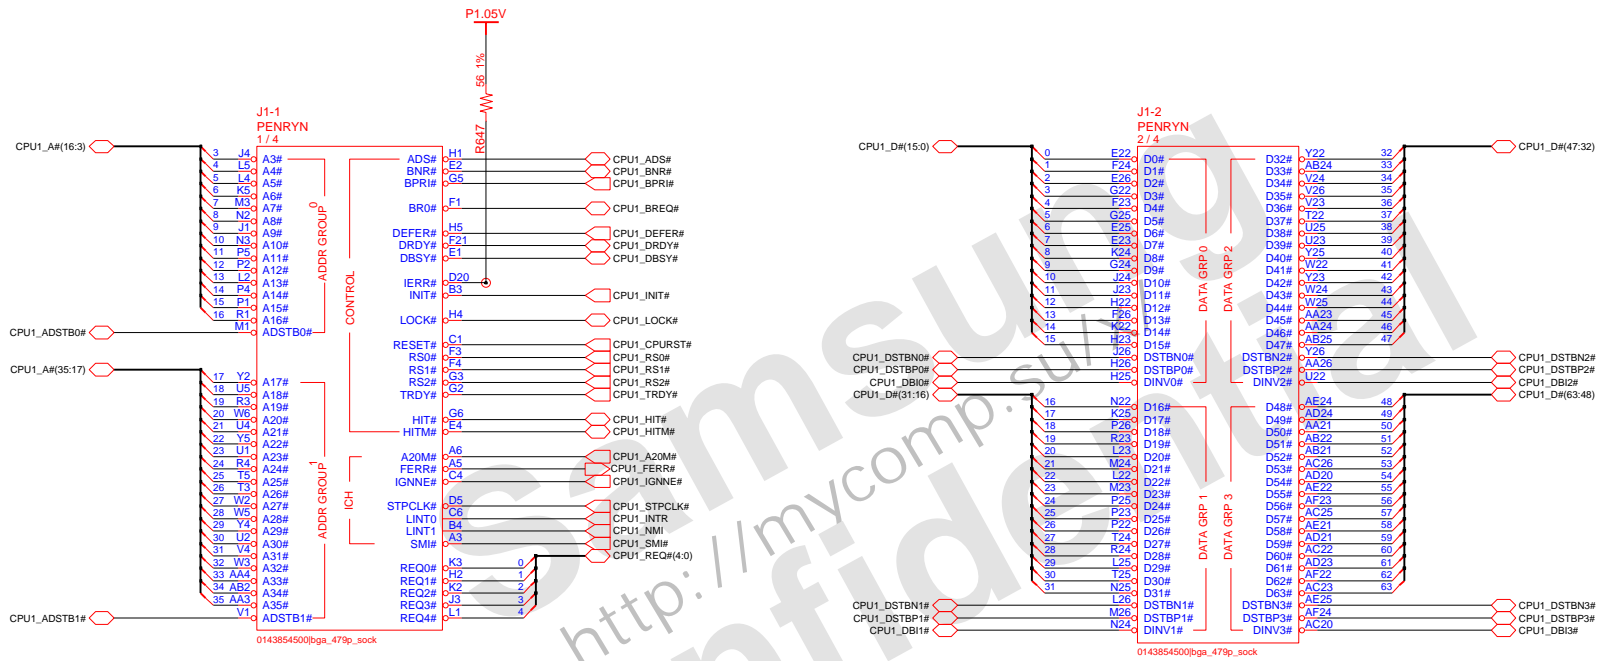 P1.05V
56 1%
R647
J1-1
PENRYN
1 / 4
CPU1_A#(16:3)
3 J4 A3# ADS# H1 CPU1_ADS#
4 L5 A4# BNR# E2 CPU1_BNR#
5 L4 A5# BPRI# G5 CPU1_BPRI#
6 K5 A6#
7 M3 A7# BR0# F1 CPU1_BREQ#
8 N2 A8#
9 J1 A9# DEFER# H5 CPU1_DEFER#
10 N3 A10# DRDY# F21 CPU1_DRDY#
11 P5 A11# DBSY# E1 CPU1_DBSY#
12 P2 A12#
13 L2 A13# IERR# D20
14 P4 A14# INIT# B3 CPU1_INIT#
15 P1 A15#
16 R1 A16# LOCK# H4 CPU1_LOCK#
CPU1_ADSTB0# M1 ADSTB0#
ADDR GROUP 0
CONTROL
RESET# C1 CPU1_CPURST#
RS0# F3 CPU1_RS0#
CPU1_A#(35:17)
RS1# F4 CPU1_RS1#
17 Y2 A17# RS2# G3 CPU1_RS2#
18 U5 A18# TRDY# G2 CPU1_TRDY#
19 R3 A19#
20 W6 A20# HIT# G6 CPU1_HIT#
21 U4 A21# HITM# E4 CPU1_HITM#
22 Y5 A22#
23 U1 A23# A20M# A6 CPU1_A20M#
24 R4 A24# FERR# A5 CPU1_FERR#
25 T5 A25# IGNNE# C4 CPU1_IGNNE#
26 T3 A26#
27 W2 A27# STPCLK# D5 CPU1_STPCLK#
28 W5 A28# LINT0 C6 CPU1_INTR
29 Y4 A29# LINT1 B4 CPU1_NMI
30 U2 A30# SMI# A3 CPU1_SMI#
31 V4 A31# CPU1_REQ#(4:0)
32 W3 A32# REQ0# K3 0
33 AA4 A33# REQ1# H2 1
34 AB2 A34# REQ2# K2 2
35 AA3 A35# REQ3# J3 3
CPU1_ADSTB1# V1 ADSTB1# REQ4# L1 4
ADDR GROUP 1
ICH
0143854500|bga_479p_sock
J1-2
PENRYN
2 / 4
CPU1_D#(15:0) CPU1_D#(47:32)
0 E22 D0# D32# Y22 32
1 F24 D1# D33# AB24 33
2 E26 D2# D34# V24 34
3 G22 D3# D35# V26 35
4 F23 D4# D36# V23 36
5 G25 D5# D37# T22 37
6 E25 D6# D38# U25 38
7 E23 D7# D39# U23 39
8 K24 D8# D40# Y25 40
9 G24 D9# D41# W22 41
10 J24 D10# D42# Y23 42
11 J23 D11# D43# W24 43
12 H22 D12# D44# W25 44
13 F26 D13# D45# AA23 45
14 K22 D14# D46# AA24 46
15 H23 D15# D47# AB25 47
CPU1_DSTBN0# J26 DSTBN0# DSTBN2# Y26 CPU1_DSTBN2#
CPU1_DSTBP0# H26 DSTBP0# DSTBP2# AA26 CPU1_DSTBP2#
CPU1_DBI0# H25 DINV0# DINV2# U22 CPU1_DBI2#
DATA GRP 0
DATA GRP 2
CPU1_D#(31:16) CPU1_D#(63:48)
16 N22 D16# D48# AE24 48
17 K25 D17# D49# AD24 49
18 P26 D18# D50# AA21 50
19 R23 D19# D51# AB22 51
20 L23 D20# D52# AB21 52
21 M24 D21# D53# AC26 53
22 L22 D22# D54# AD20 54
23 M23 D23# D55# AE22 55
24 P25 D24# D56# AF23 56
25 P23 D25# D57# AC25 57
26 P22 D26# D58# AE21 58
27 T24 D27# D59# AD21 59
28 R24 D28# D60# AC22 60
29 L25 D29# D61# AD23 61
30 T25 D30# D62# AF22 62
31 N25 D31# D63# AC23 63
CPU1_DSTBN1# L26 DSTBN1# DSTBN3# AE25 CPU1_DSTBN3#
CPU1_DSTBP1# M26 DSTBP1# DSTBP3# AF24 CPU1_DSTBP3#
CPU1_DBI1# N24 DINV1# DINV3# AC20 CPU1_DBI3#
DATA GRP 1
DATA GRP 3
0143854500|bga_479p_sock
Samsung
http://mycomp.su/x